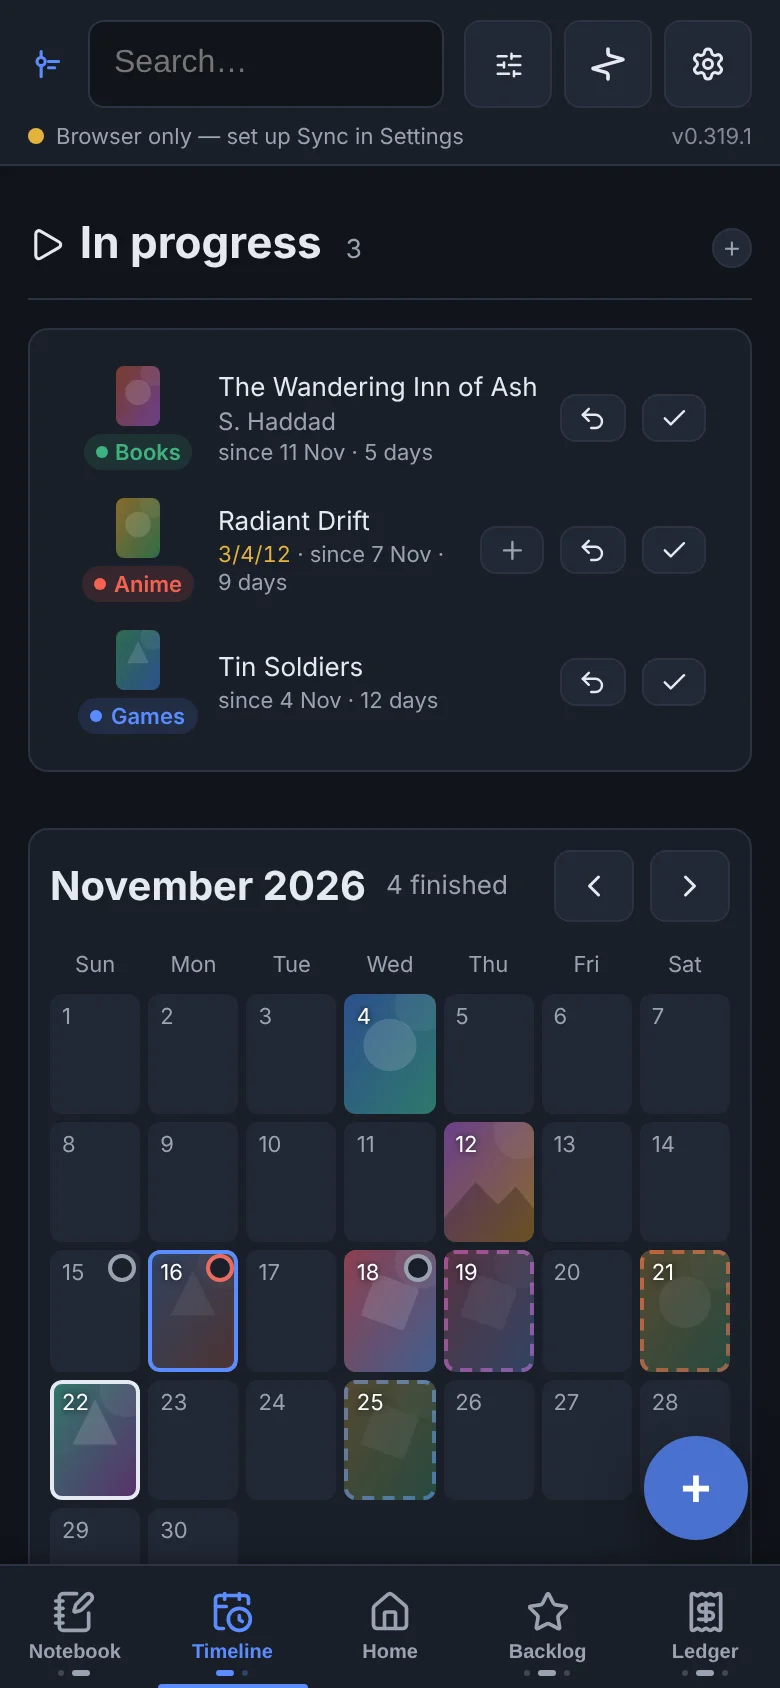 Search…
Browser only — set up Sync in Settings v0.319.1
In progress 3
The Wandering Inn of Ash
S. Haddad
Books since 11 Nov · 5 days
Radiant Drift
3/4/12 · since 7 Nov ·
Anime 9 days
Tin Soldiers
since 4 Nov · 12 days
Games
November 2026 4 finished
Sun Mon Tue Wed Thu Fri Sat
1 2 3 4 5 6 7
8 9 10 11 12 13 14
15 16 17 18 19 20 21
22 23 24 25 26 27 28
29 30
Notebook Timeline Home Backlog Ledger